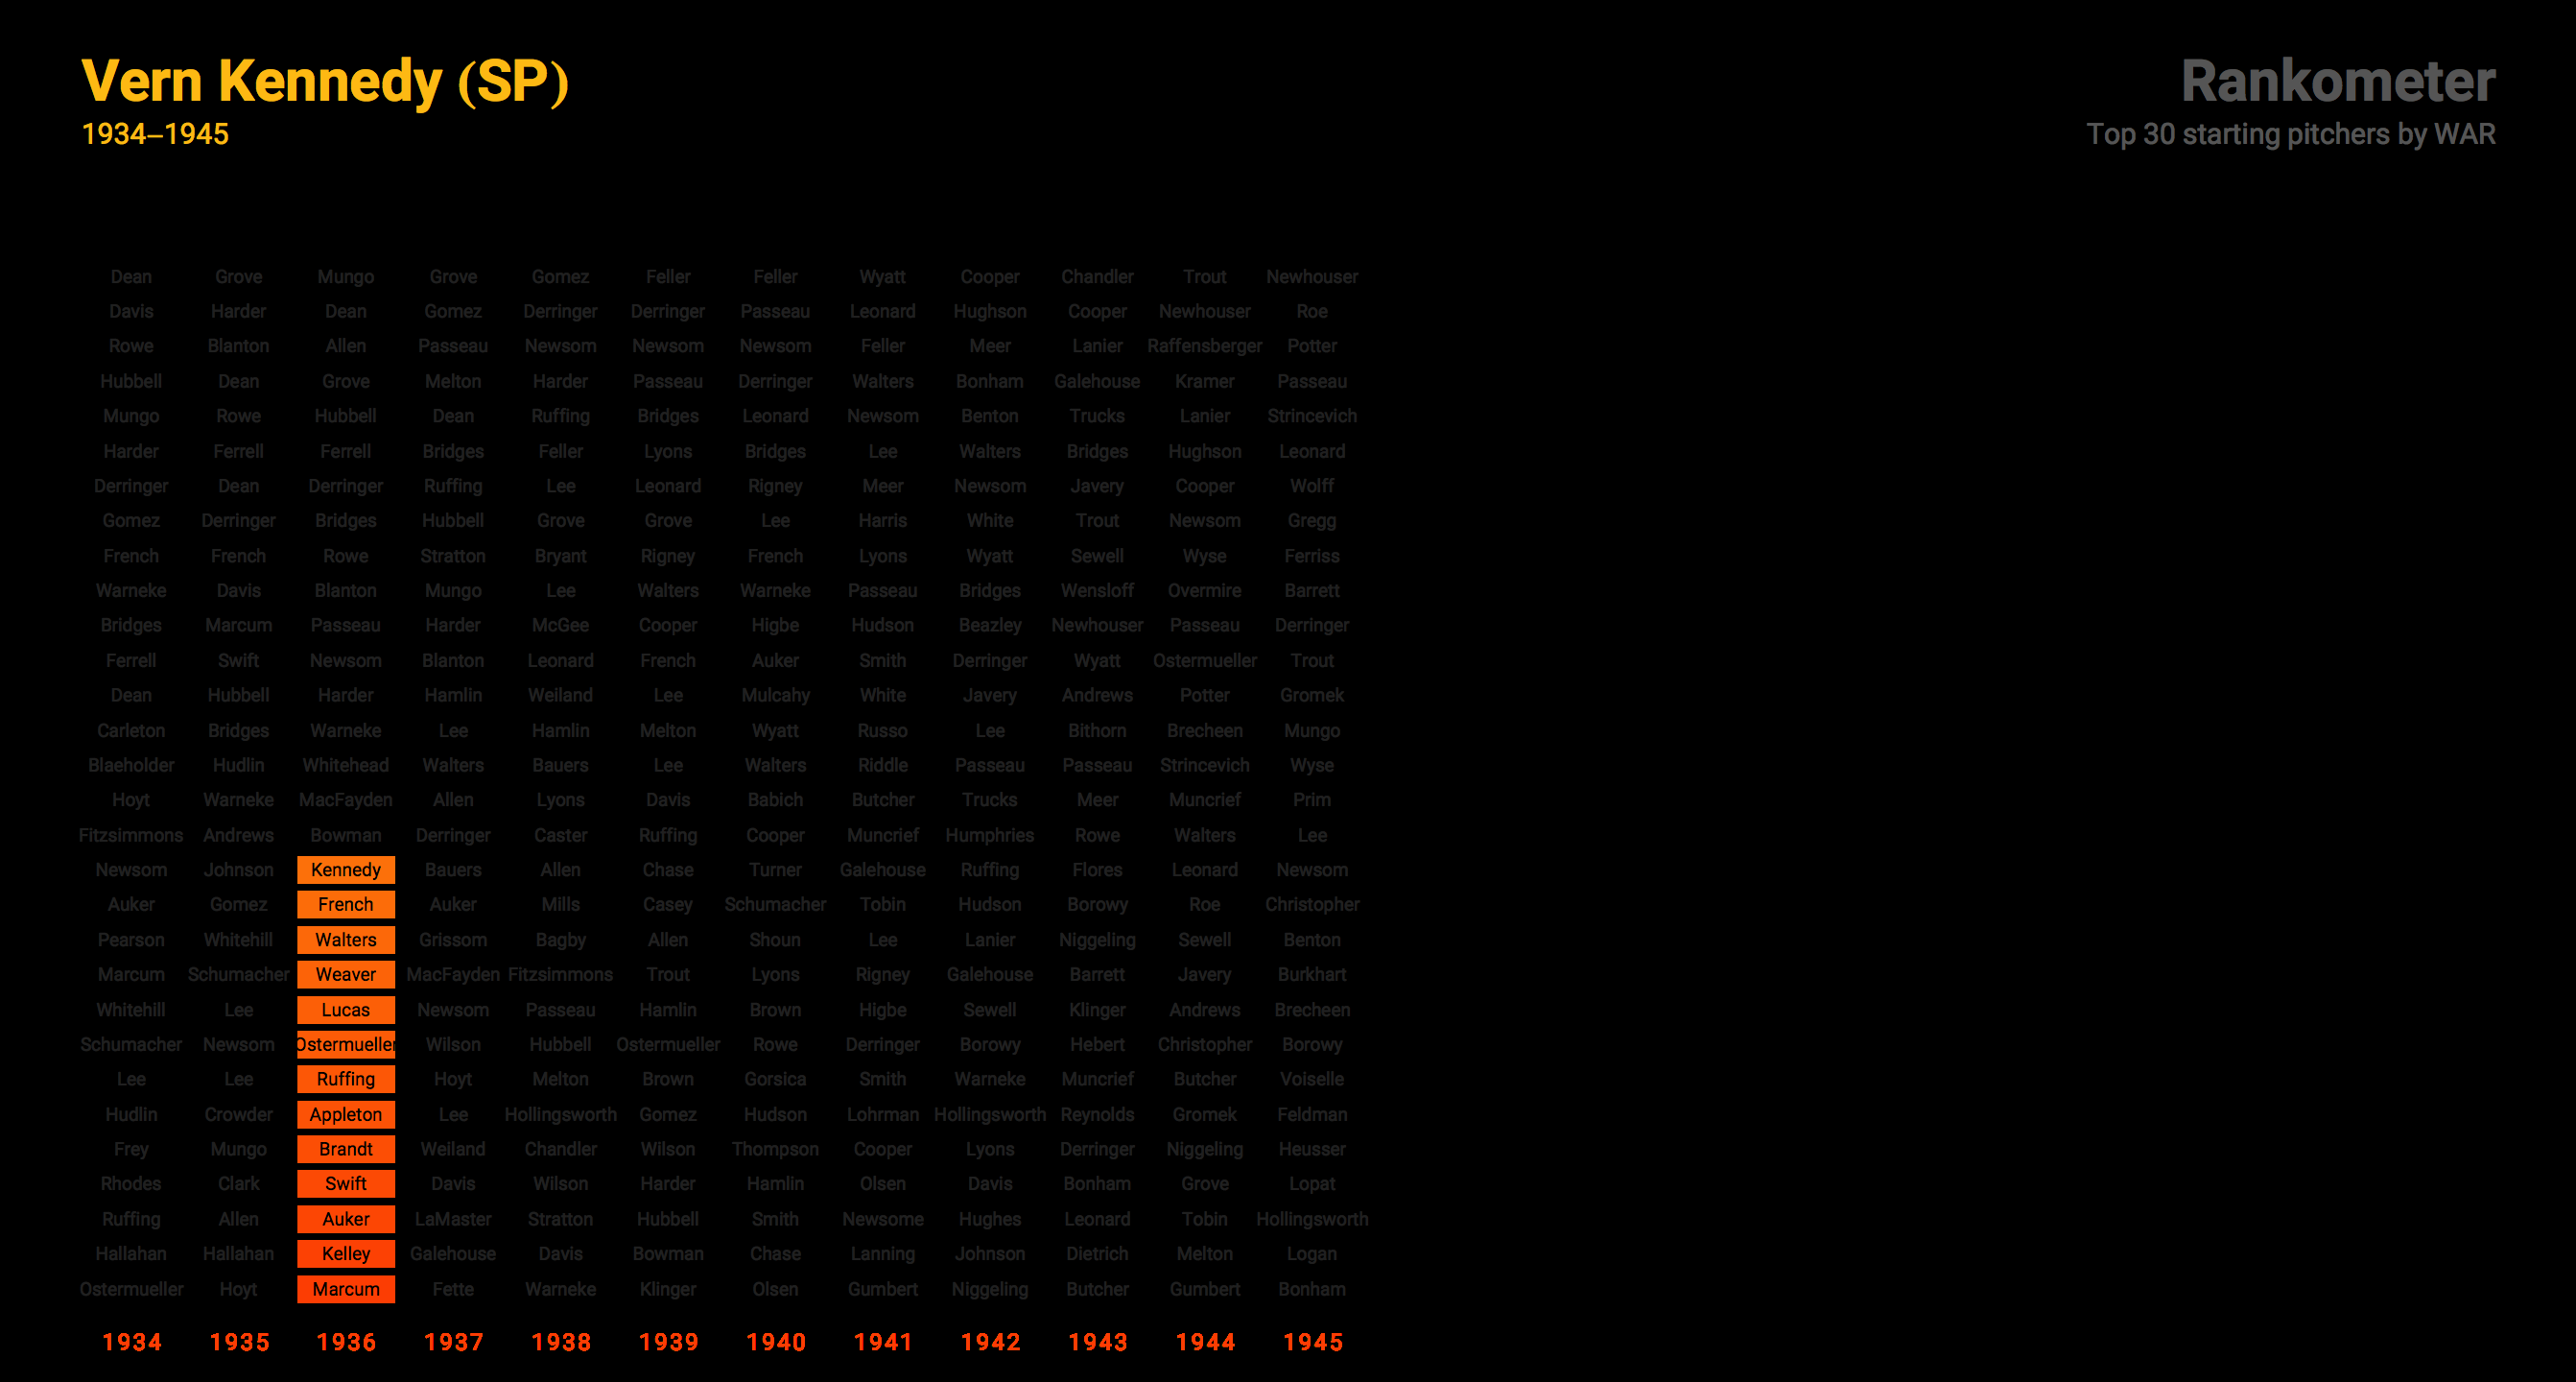 Vern Kennedy (SP)
1934–1945
Rankometer
Top 30 starting pitchers by WAR
Dean Grove Mungo Grove Gomez Feller Feller Wyatt Cooper Chandler Trout Newhouser
Davis Harder Dean Gomez Derringer Derringer Passeau Leonard Hughson Cooper Newhouser Roe
Rowe Blanton Allen Passeau Newsom Newsom Newsom Feller Meer Lanier Raffensberger Potter
Hubbell Dean Grove Melton Harder Passeau Derringer Walters Bonham Galehouse Kramer Passeau
Mungo Rowe Hubbell Dean Ruffing Bridges Leonard Newsom Benton Trucks Lanier Strincevich
Harder Ferrell Ferrell Bridges Feller Lyons Bridges Lee Walters Bridges Hughson Leonard
Derringer Dean Derringer Ruffing Lee Leonard Rigney Meer Newsom Javery Cooper Wolff
Gomez Derringer Bridges Hubbell Grove Grove Lee Harris White Trout Newsom Gregg
French French Rowe Stratton Bryant Rigney French Lyons Wyatt Sewell Wyse Ferriss
Warneke Davis Blanton Mungo Lee Walters Warneke Passeau Bridges Wensloff Overmire Barrett
Bridges Marcum Passeau Harder McGee Cooper Higbe Hudson Beazley Newhouser Passeau Derringer
Ferrell Swift Newsom Blanton Leonard French Auker Smith Derringer Wyatt Ostermueller Trout
Dean Hubbell Harder Hamlin Weiland Lee Mulcahy White Javery Andrews Potter Gromek
Carleton Bridges Warneke Lee Hamlin Melton Wyatt Russo Lee Bithorn Brecheen Mungo
Blaeholder Hudlin Whitehead Walters Bauers Lee Walters Riddle Passeau Passeau Strincevich Wyse
Hoyt Warneke MacFayden Allen Lyons Davis Babich Butcher Trucks Meer Muncrief Prim
Fitzsimmons Andrews Bowman Derringer Caster Ruffing Cooper Muncrief Humphries Rowe Walters Lee
Newsom Johnson Kennedy Bauers Allen Chase Turner Galehouse Ruffing Flores Leonard Newsom
Auker Gomez French Auker Mills Casey Schumacher Tobin Hudson Borowy Roe Christopher
Pearson Whitehill Walters Grissom Bagby Allen Shoun Lee Lanier Niggeling Sewell Benton
Marcum Schumacher Weaver MacFayden Fitzsimmons Trout Lyons Rigney Galehouse Barrett Javery Burkhart
Whitehill Lee Lucas Newsom Passeau Hamlin Brown Higbe Sewell Klinger Andrews Brecheen
Schumacher Newsom Ostermueller Wilson Hubbell Ostermueller Rowe Derringer Borowy Hebert Christopher Borowy
Lee Lee Ruffing Hoyt Melton Brown Gorsica Smith Warneke Muncrief Butcher Voiselle
Hudlin Crowder Appleton Lee Hollingsworth Gomez Hudson Lohrman Hollingsworth Reynolds Gromek Feldman
Frey Mungo Brandt Weiland Chandler Wilson Thompson Cooper Lyons Derringer Niggeling Heusser
Rhodes Clark Swift Davis Wilson Harder Hamlin Olsen Davis Bonham Grove Lopat
Ruffing Allen Auker LaMaster Stratton Hubbell Smith Newsome Hughes Leonard Tobin Hollingsworth
Hallahan Hallahan Kelley Galehouse Davis Bowman Chase Lanning Johnson Dietrich Melton Logan
Ostermueller Hoyt Marcum Fette Warneke Klinger Olsen Gumbert Niggeling Butcher Gumbert Bonham
1934 1935 1936 1937 1938 1939 1940 1941 1942 1943 1944 1945